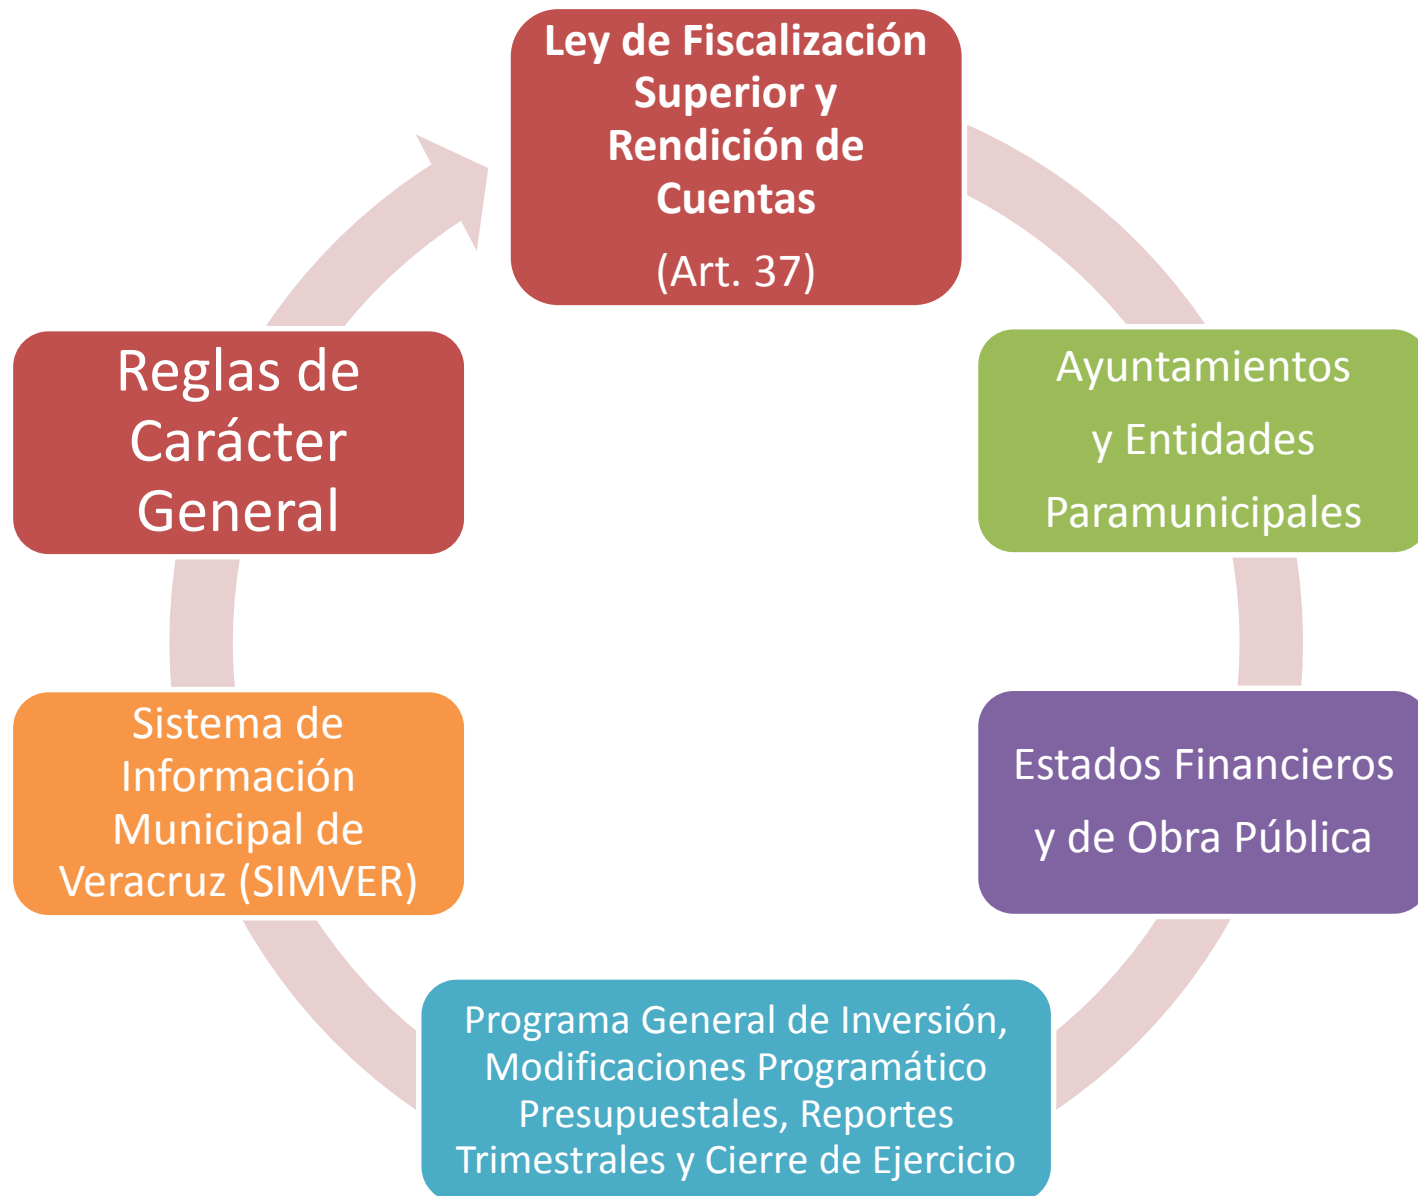 Ley de Fiscalización
Superior y
Rendición de
Cuentas
(Art. 37)
Ayuntamientos
y Entidades
Paramunicipales
Estados Financieros
y de Obra Pública
Programa General de Inversión,
Modificaciones Programático
Presupuestales, Reportes
Trimestrales y Cierre de Ejercicio
Sistema de
Información
Municipal de
Veracruz (SIMVER)
Reglas de
Carácter
General